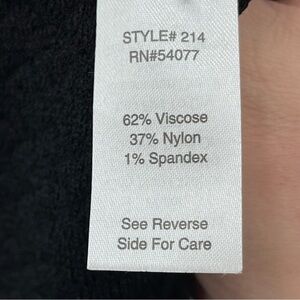 STYLE# 214
RN#54077
62% Viscose
37% Nylon
1% Spandex
See Reverse
Side For Care